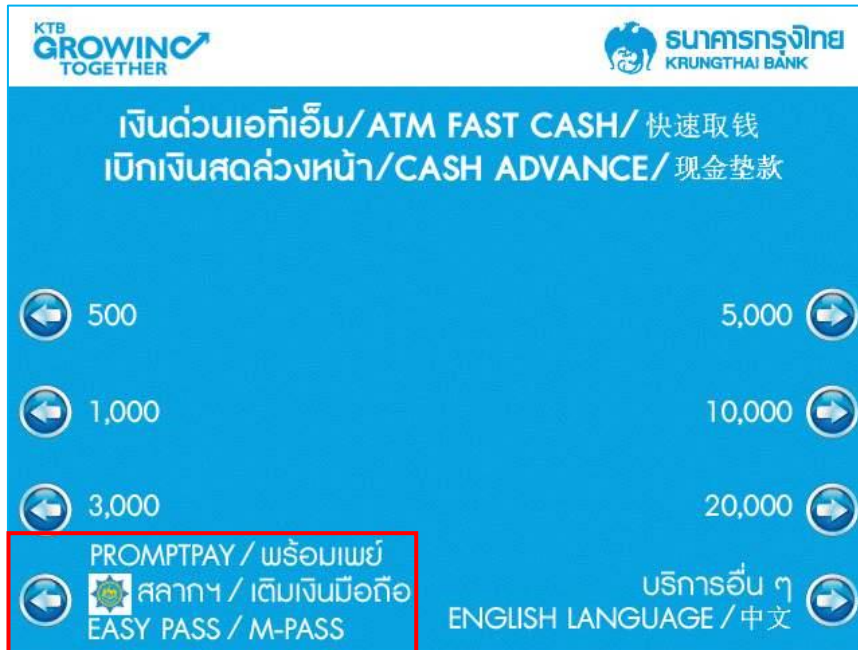 KTB
GROWING
TOGETHER
ธนาคารกรุงไทย
KRUNGTHAI BANK
เงินด่วนเอทีเอ็ม/ATM FAST CASH/快速取钱
เบิกเงินสดล่วงหน้า/CASH ADVANCE/现金垫款
500
5,000
1,000
10,000
3,000
20,000
PROMPTPAY / พร้อมเพย์
สลากฯ / เติมเงินมือถือ
EASY PASS / M-PASS
บริการอื่น ๆ
ENGLISH LANGUAGE / 中文